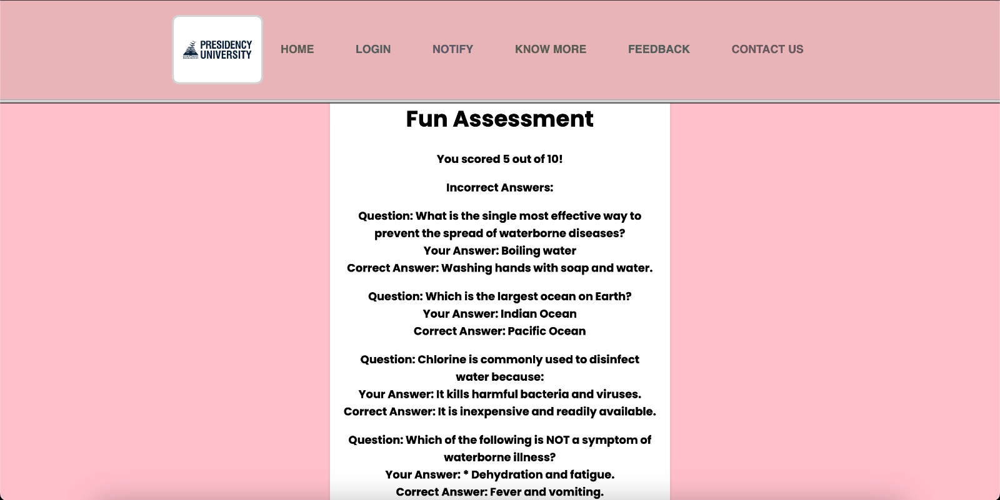 PRESIDENCY
UNIVERSITY
HOME
LOGIN
NOTIFY
KNOW MORE
FEEDBACK
CONTACT US
Fun Assessment
You scored 5 out of 10!
Incorrect Answers:
Question: What is the single most effective way to
prevent the spread of waterborne diseases?
Your Answer: Boiling water
Correct Answer: Washing hands with soap and water.
Question: Which is the largest ocean on Earth?
Your Answer: Indian Ocean
Correct Answer: Pacific Ocean
Question: Chlorine is commonly used to disinfect
water because:
Your Answer: It kills harmful bacteria and viruses.
Correct Answer: It is inexpensive and readily available.
Question: Which of the following is NOT a symptom of
waterborne illness?
Your Answer: * Dehydration and fatigue.
Correct Answer: Fever and vomiting.